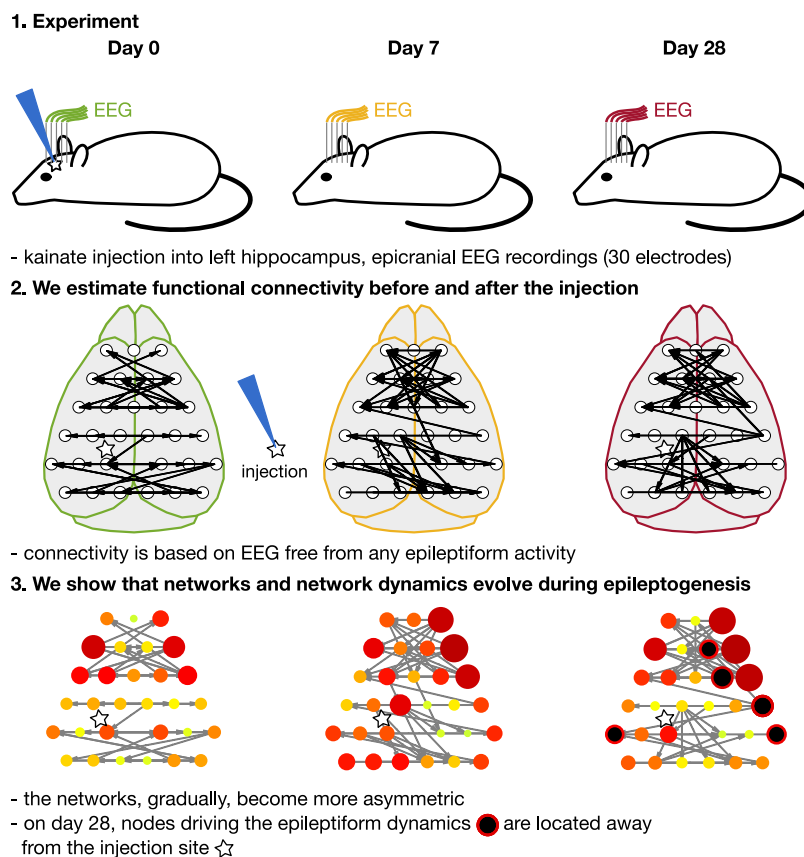 1. Experiment
Day 0 Day 7 Day 28
EEG EEG EEG
- kainate injection into left hippocampus, epicranial EEG recordings (30 electrodes)
2. We estimate functional connectivity before and after the injection
injection
- connectivity is based on EEG free from any epileptiform activity
3. We show that networks and network dynamics evolve during epileptogenesis
- the networks, gradually, become more asymmetric
- on day 28, nodes driving the epileptiform dynamics are located away
from the injection site